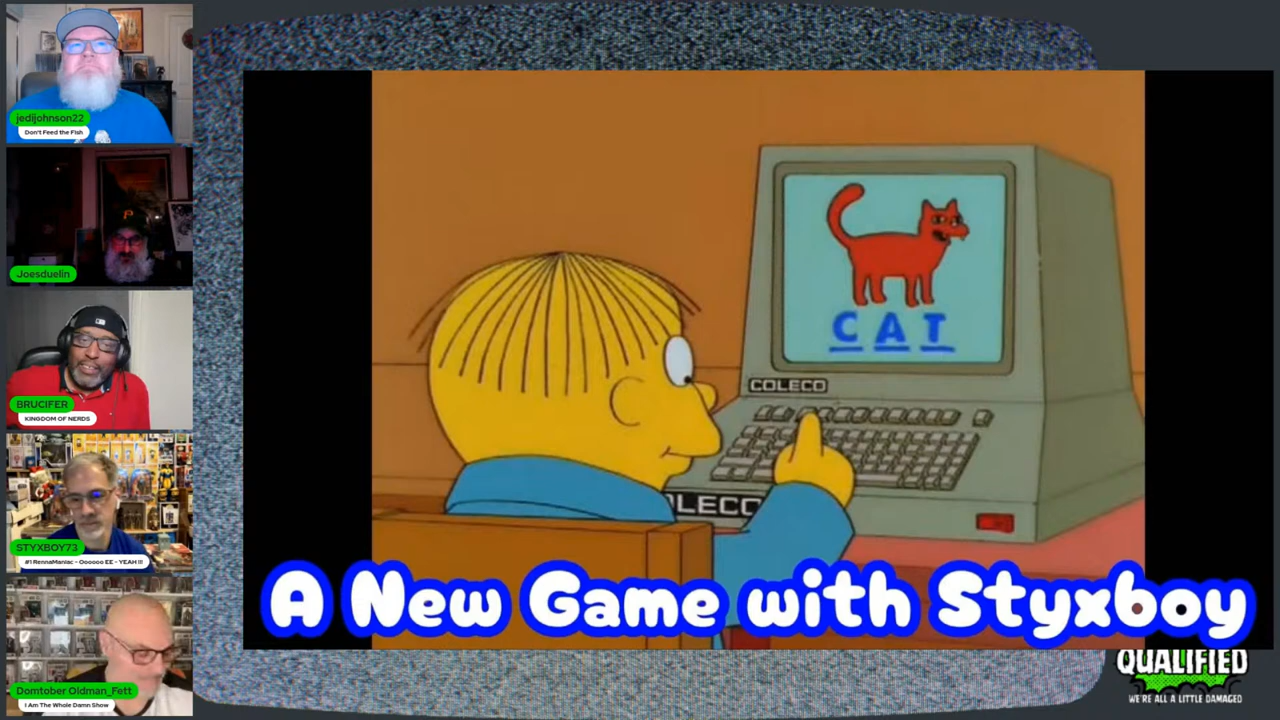 jedijohnson22
Don't Feed the Fish
Joesduelin
BRUCIFER
KINGDOM OF NERDS
STYXBOY73
#1 RennaManiac - Oooooo EE - YEAH !!!
Domtober Oldman_Fett
I Am The Whole Damn Show
P
CAT
COLECO
OLECO
A New Game with Styxboy
QUALIFIED
WE'RE ALL A LITTLE DAMAGED